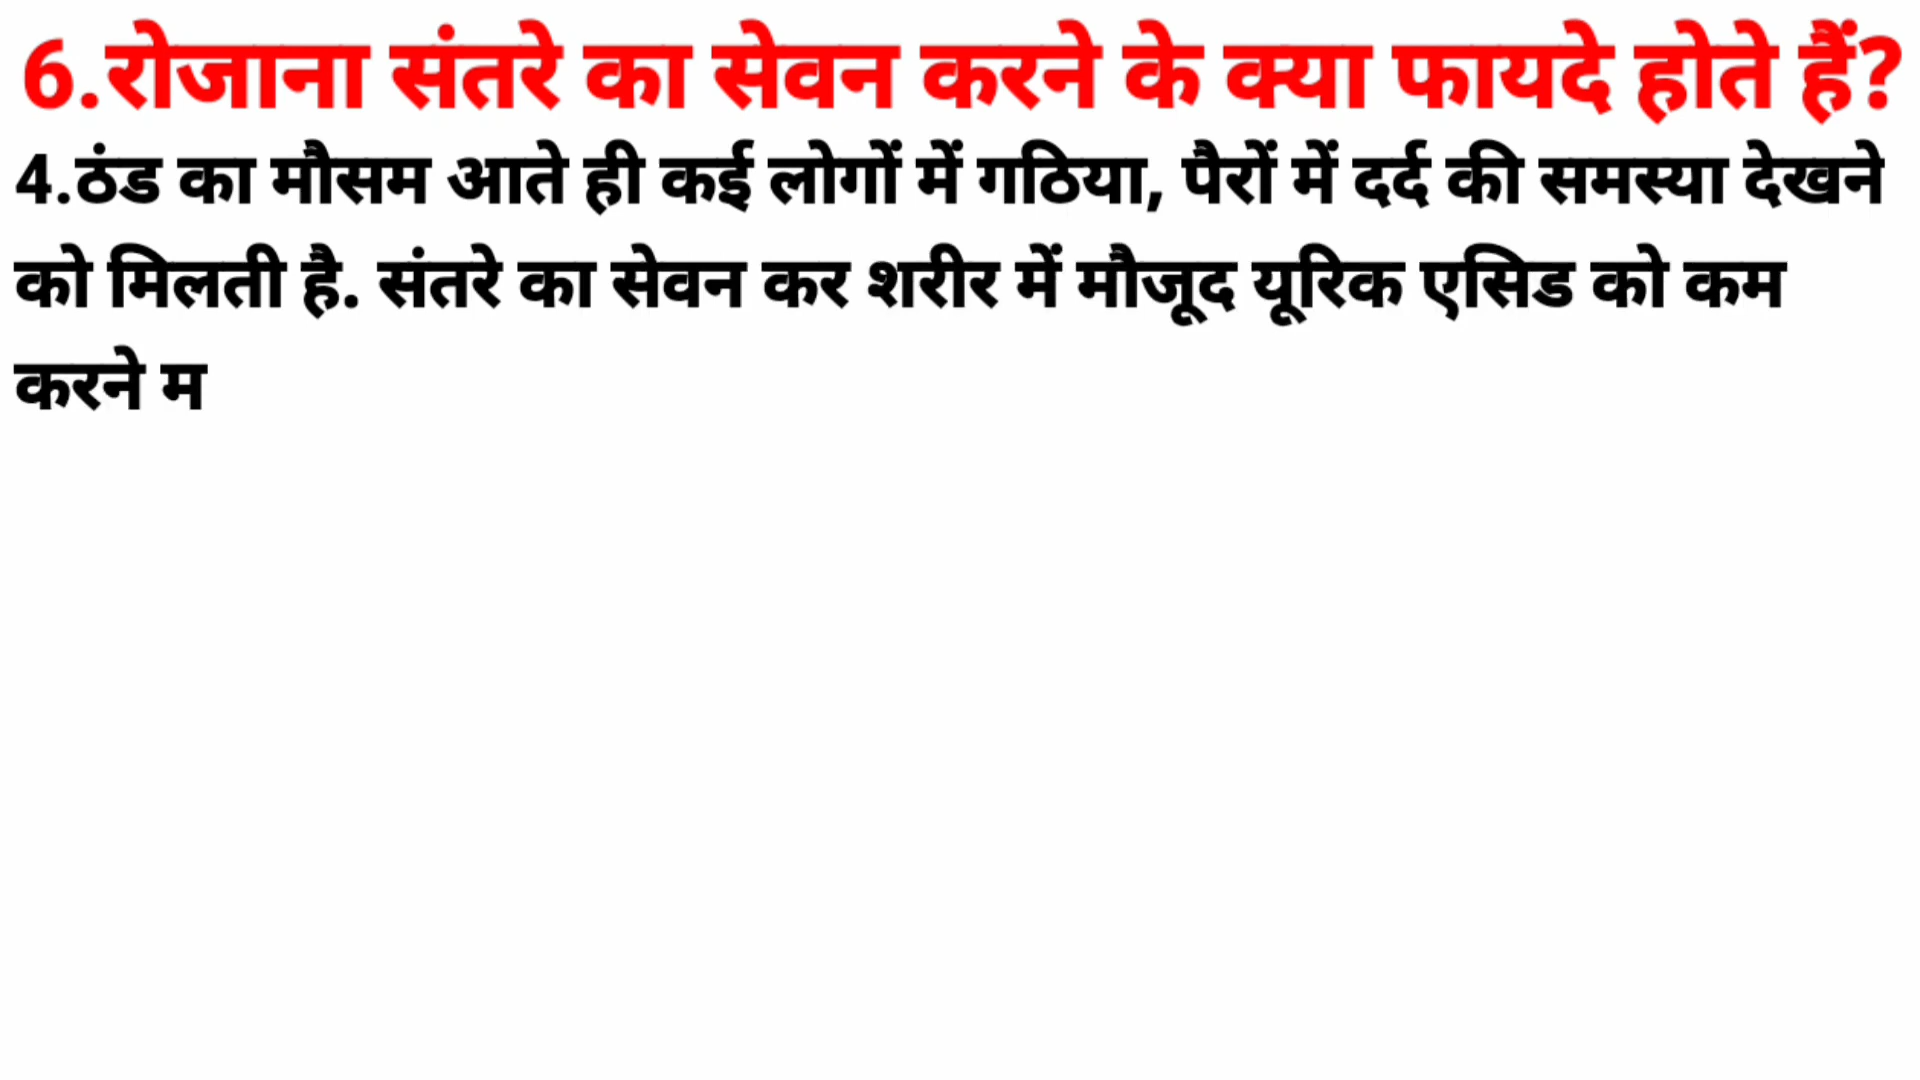 6.रोजाना संतरे का सेवन करने के क्या फायदे होते हैं?
4.ठंड का मौसम आते ही कई लोगों में गठिया, पैरों में दर्द की समस्या देखने
को मिलती है. संतरे का सेवन कर शरीर में मौजूद यूरिक एसिड को कम
करने म